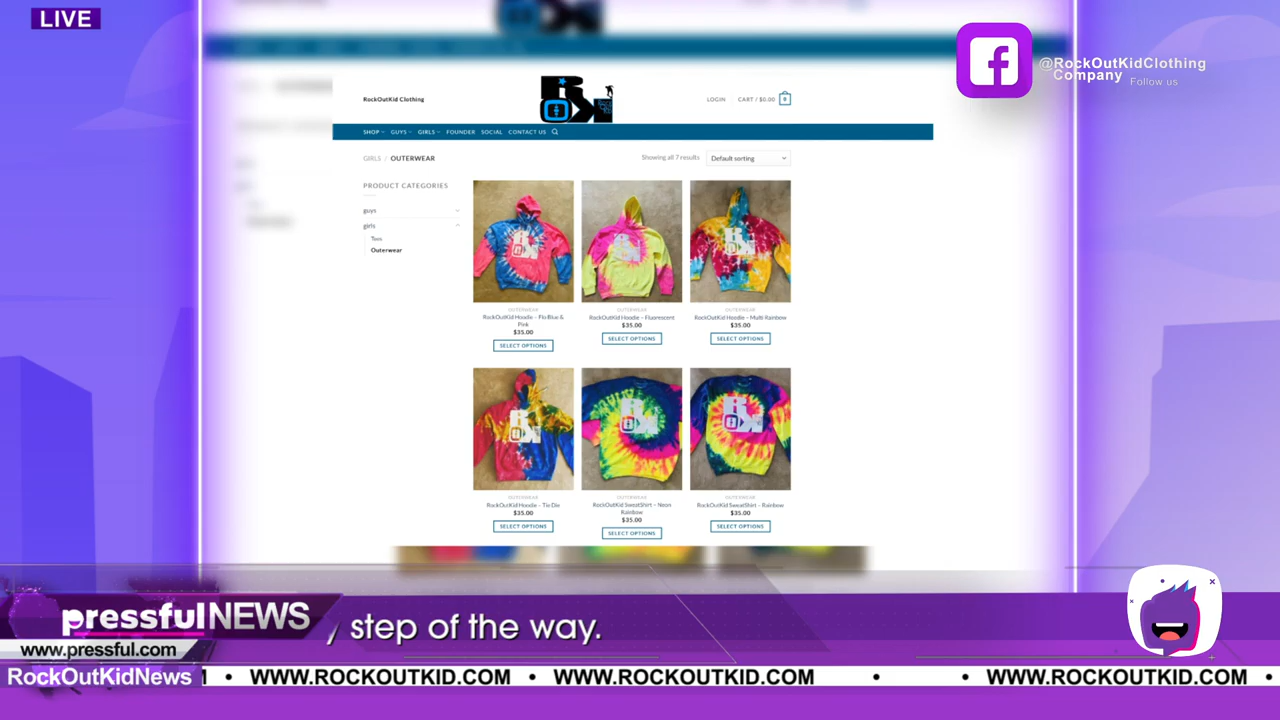 LIVE
@RockOutKidClothing
Company Follow us
RockOutKid Clothing
LOGIN
CART / $0.00
0
SHOP GUYS GIRLS FOUNDER SOCIAL CONTACT US
GIRLS / OUTERWEAR
Showing all 7 results
Default sorting
PRODUCT CATEGORIES
guys
girls
Tees
Outerwear
OUTERWEAR
RockOutKid Hoodie – Flo Blue &
Pink
$35.00
SELECT OPTIONS
OUTERWEAR
RockOutKid Hoodie – Fluorescent
$35.00
SELECT OPTIONS
OUTERWEAR
RockOutKid Hoodie – Multi Rainbow
$35.00
SELECT OPTIONS
OUTERWEAR
RockOutKid Hoodie – Tie Die
$35.00
SELECT OPTIONS
OUTERWEAR
RockOutKid SweatShirt – Neon
Rainbow
$35.00
SELECT OPTIONS
OUTERWEAR
RockOutKid SweatShirt – Rainbow
$35.00
SELECT OPTIONS
pressfulNEWS
step of the way.
www.pressful.com
RockOutKidNews
• WWW.ROCKOUTKID.COM • WWW.ROCKOUTKID.COM • • WWW.ROCKOUTKID.COM •